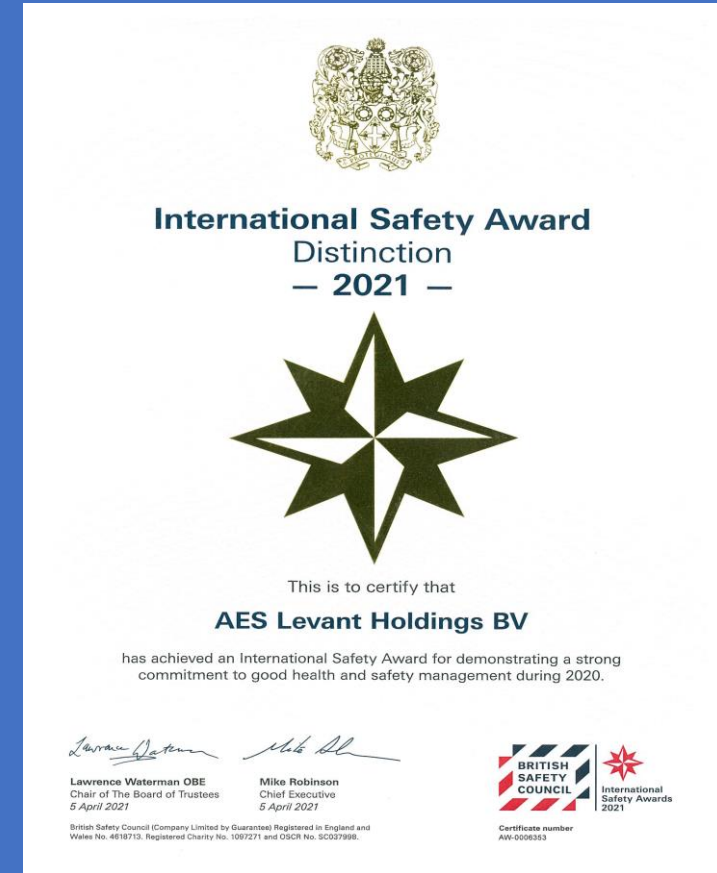 International Safety Award
Distinction
— 2021 —
This is to certify that
AES Levant Holdings BV
has achieved an International Safety Award for demonstrating a strong
commitment to good health and safety management during 2020.
Lawrence Waterman OBE
Chair of The Board of Trustees
5 April 2021
Mike Robinson
Chief Executive
5 April 2021
British Safety Council (Company Limited by Guarantee) Registered in England and
Wales No. 4618713. Registered Charity No. 1097271 and OSCR No. SC037998.
BRITISH
SAFETY
COUNCIL
International
Safety Awards
2021
Certificate number
AW-0006353